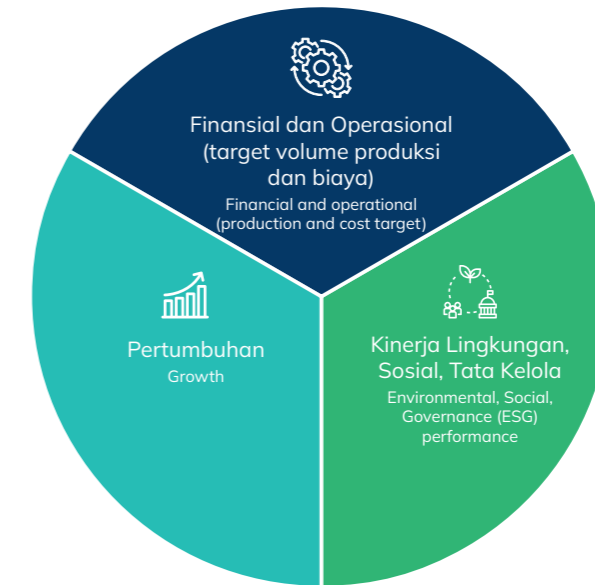 Finansial dan Operasional
(target volume produksi
dan biaya)
Financial and operational
(production and cost target)
Pertumbuhan
Growth
Kinerja Lingkungan,
Sosial, Tata Kelola
Environmental, Social,
Governance (ESG)
performance